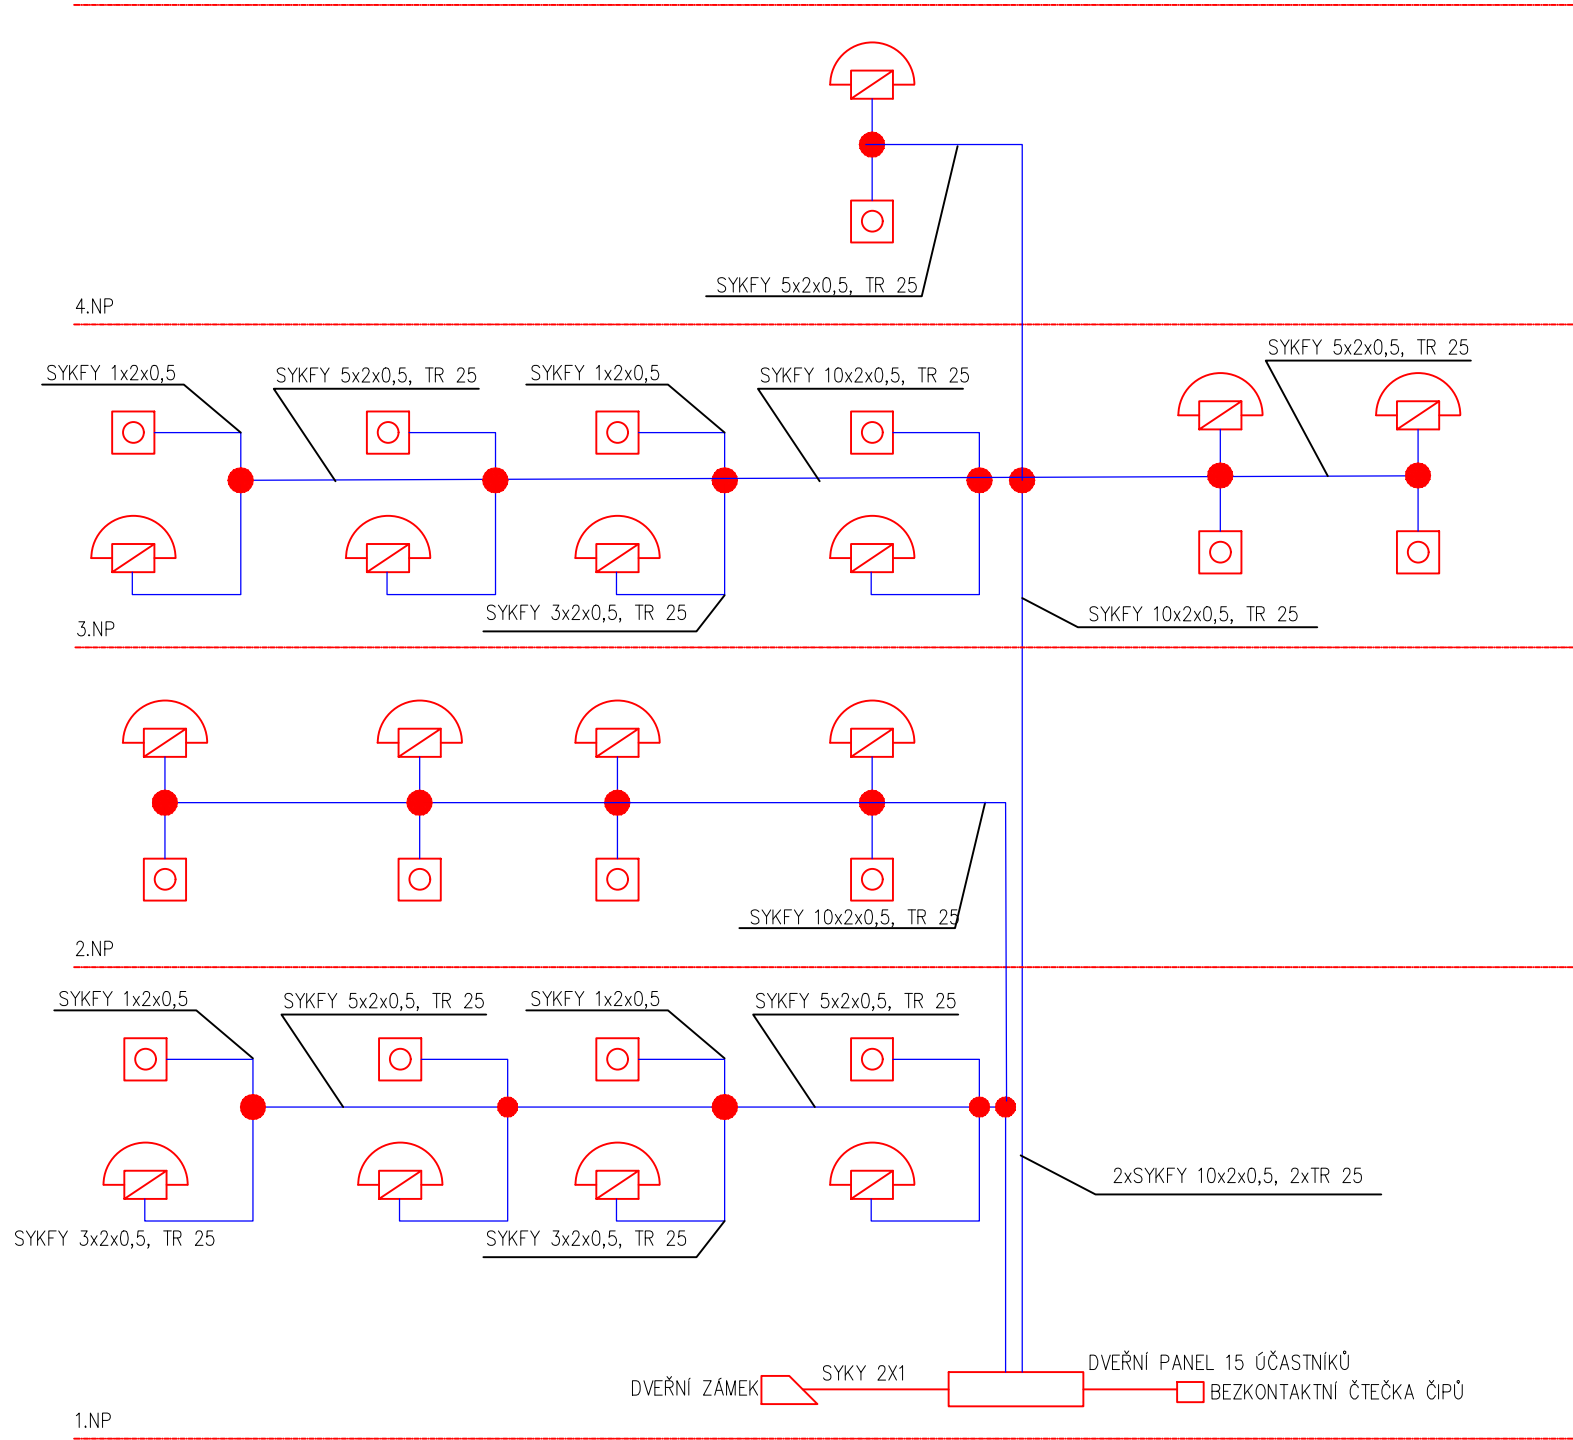 SYKFY 5x2x0,5, TR 25
4.NP
SYKFY 5x2x0,5, TR 25
SYKFY 1x2x0,5
SYKFY 5x2x0,5, TR 25
SYKFY 1x2x0,5
SYKFY 10x2x0,5, TR 25
SYKFY 3x2x0,5, TR 25
SYKFY 10x2x0,5, TR 25
3.NP
SYKFY 10x2x0,5, TR 25
2.NP
SYKFY 1x2x0,5
SYKFY 5x2x0,5, TR 25
SYKFY 1x2x0,5
SYKFY 5x2x0,5, TR 25
2xSYKFY 10x2x0,5, 2xTR 25
SYKFY 3x2x0,5, TR 25
SYKFY 3x2x0,5, TR 25
DVEŘNÍ PANEL 15 ÚČASTNÍKŮ
SYKY 2X1
DVEŘNÍ ZÁMEK
BEZKONTAKTNÍ ČTEČKA ČIPŮ
1.NP